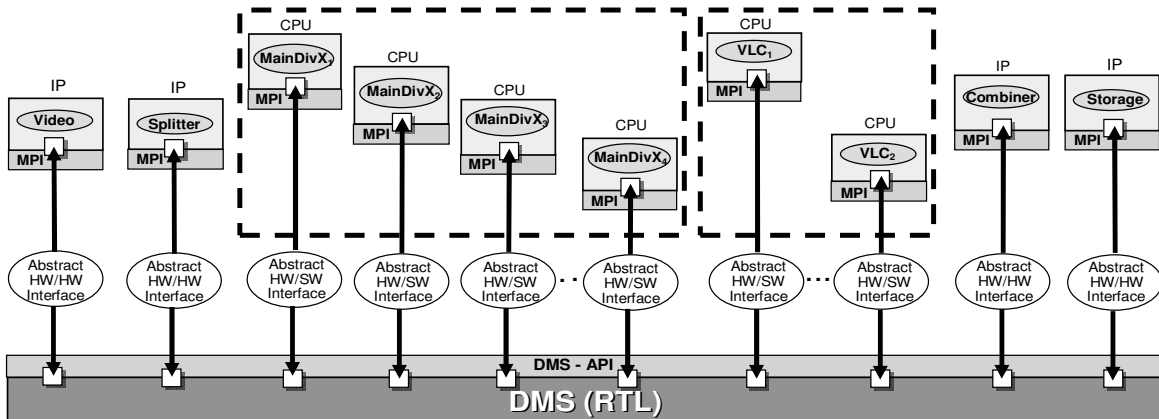 IP
Video
MPI
IP
Splitter
MPI
CPU
MainDivX₁
MPI
CPU
MainDivX₂
MPI
CPU
MainDivX₃
MPI
CPU
MainDivX₄
MPI
CPU
VLC₁
MPI
CPU
VLC₂
MPI
IP
Combiner
MPI
IP
Storage
MPI
Abstract
HW/HW
Interface
Abstract
HW/HW
Interface
Abstract
HW/SW
Interface
Abstract
HW/SW
Interface
Abstract
HW/SW
Interface
. .
Abstract
HW/SW
Interface
Abstract
HW/SW
Interface
...
Abstract
HW/SW
Interface
Abstract
HW/HW
Interface
Abstract
HW/HW
Interface
DMS - API
DMS (RTL)